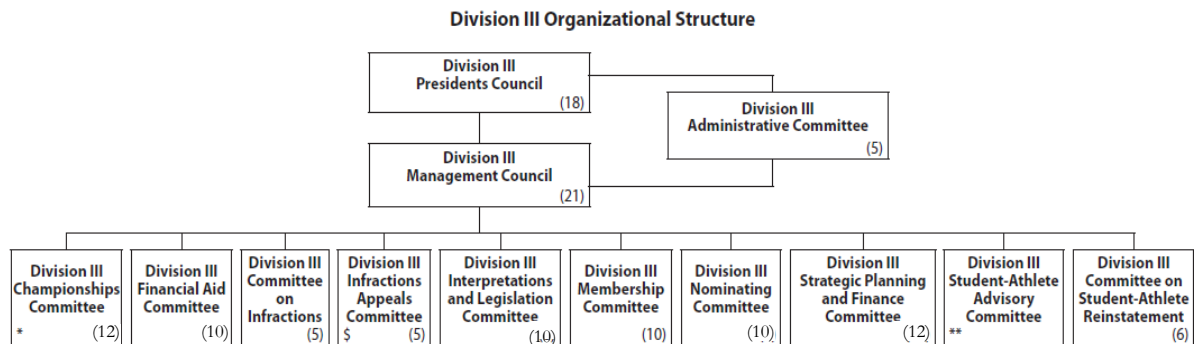 Division III Organizational Structure
Division III
Presidents Council
(18)
Division III
Administrative Committee
(5)
Division III
Management Council
(21)
Division III
Championships
Committee
* (12)
Division III
Financial Aid
Committee
(10)
Division III
Committee
on
Infractions
(5)
Division III
Infractions
Appeals
Committee
$ (5)
Division III
Interpretations
and Legislation
Committee
(10)
Division III
Membership
Committee
(10)
Division III
Nominating
Committee
(10)
Division III
Strategic Planning
and Finance
Committee
(12)
Division III
Student-Athlete
Advisory
Committee
**
Division III
Committee on
Student-Athlete
Reinstatement
(6)